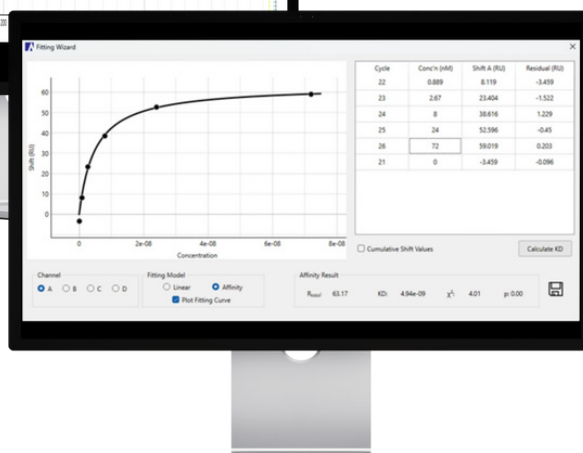 200
Fitting Wizard
Cycle Conc'n (nM) Shift A (RU) Residual (RU)
22 0.889 8.119 -3.459
23 2.67 23.404 -1.522
24 8 38.616 1.229
25 24 52.596 -0.45
26 72 59.019 0.203
21 0 -3.459 -0.096
60
50
40
30
20
10
0
Shift (RU)
0 2e-08 4e-08 6e-08 8e-08
Concentration
Cumulative Shift Values Calculate KD
Channel
A B C D
Fitting Model
Linear Affinity
Plot Fitting Curve
Affinity Result
63.17 KD: 4.94e-09 χ²: 4.01 p: 0.00